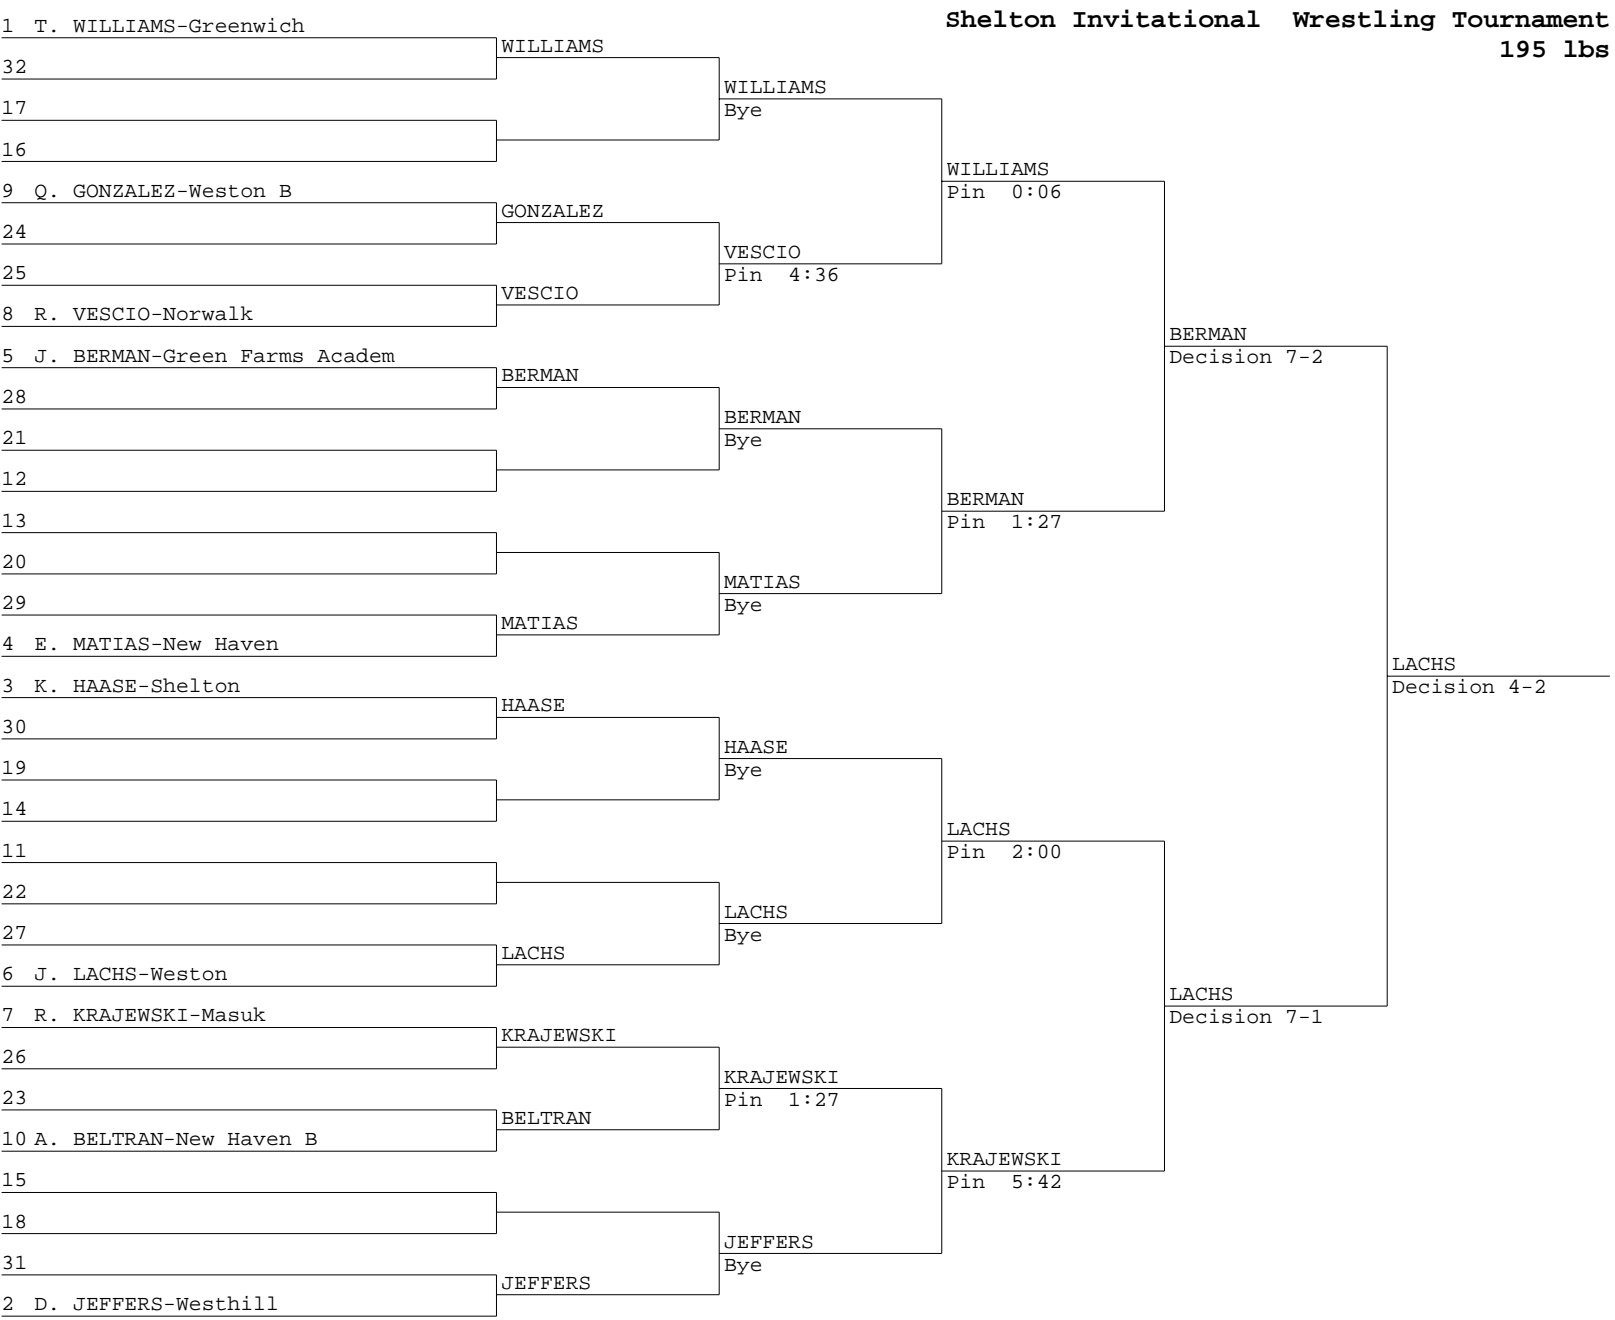 Shelton Invitational  Wrestling Tournament
195 lbs
1 T. WILLIAMS-Greenwich
WILLIAMS
32
WILLIAMS
Bye
17
16
WILLIAMS
Pin 0:06
9 Q. GONZALEZ-Weston B
GONZALEZ
24
VESCIO
Pin 4:36
25
VESCIO
8 R. VESCIO-Norwalk
BERMAN
Decision 7-2
5 J. BERMAN-Green Farms Academ
BERMAN
28
BERMAN
Bye
21
12
BERMAN
Pin 1:27
13
20
MATIAS
Bye
29
MATIAS
4 E. MATIAS-New Haven
LACHS
Decision 4-2
3 K. HAASE-Shelton
HAASE
30
HAASE
Bye
19
14
LACHS
Pin 2:00
11
22
LACHS
Bye
27
LACHS
6 J. LACHS-Weston
LACHS
Decision 7-1
7 R. KRAJEWSKI-Masuk
KRAJEWSKI
26
KRAJEWSKI
Pin 1:27
23
BELTRAN
10 A. BELTRAN-New Haven B
KRAJEWSKI
Pin 5:42
15
18
JEFFERS
Bye
31
JEFFERS
2 D. JEFFERS-Westhill